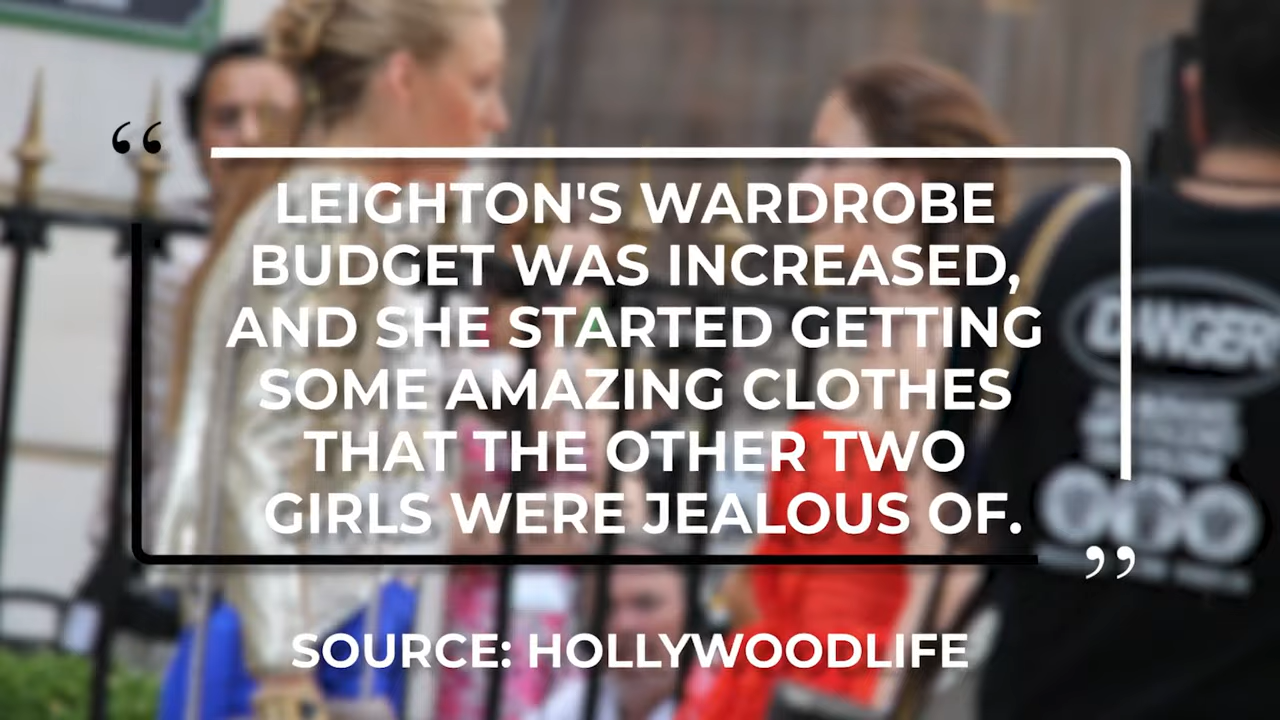 “
LEIGHTON'S WARDROBE
BUDGET WAS INCREASED,
AND SHE STARTED GETTING
SOME AMAZING CLOTHES
THAT THE OTHER TWO
GIRLS WERE JEALOUS OF.
”
SOURCE: HOLLYWOODLIFE
DANGER